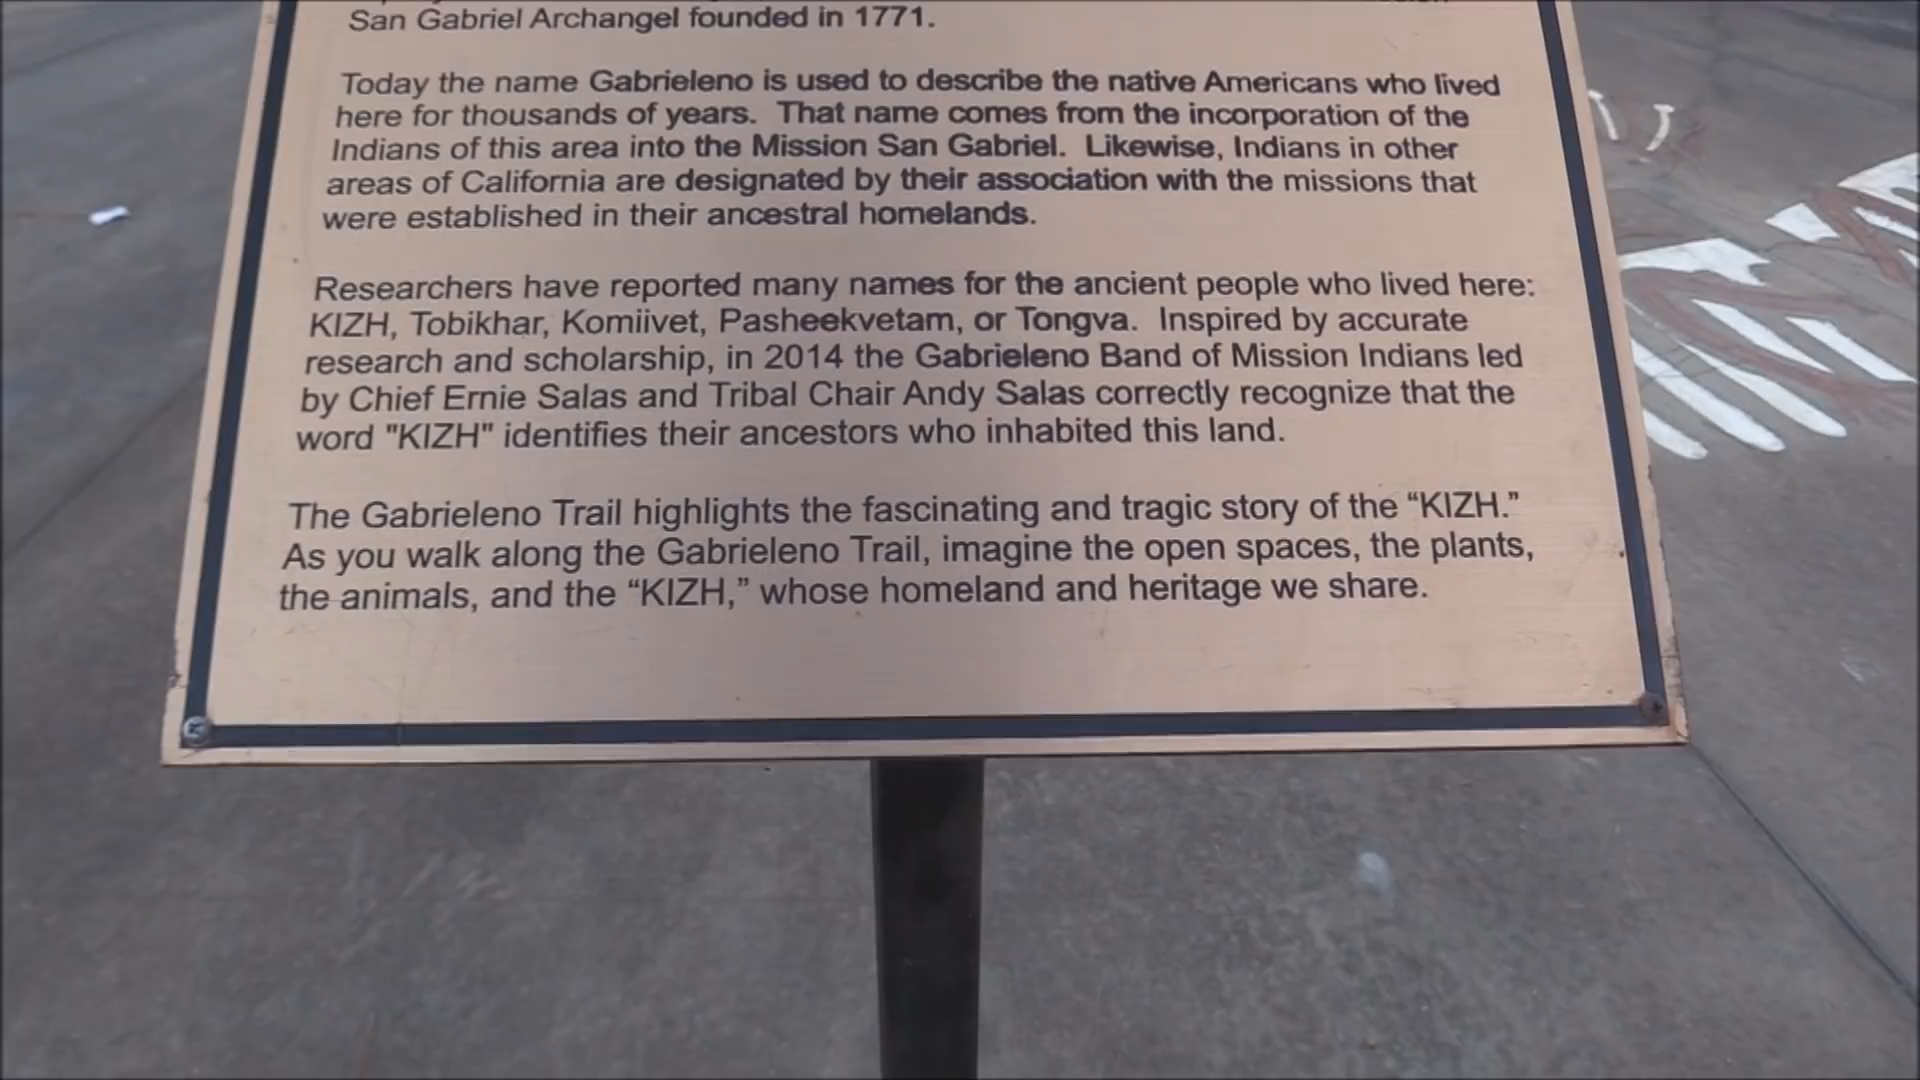 San Gabriel Archangel founded in 1771.
Today the name Gabrieleno is used to describe the native Americans who lived
here for thousands of years. That name comes from the incorporation of the
Indians of this area into the Mission San Gabriel. Likewise, Indians in other
areas of California are designated by their association with the missions that
were established in their ancestral homelands.
Researchers have reported many names for the ancient people who lived here:
KIZH, Tobikhar, Komiivet, Pasheekvetam, or Tongva. Inspired by accurate
research and scholarship, in 2014 the Gabrieleno Band of Mission Indians led
by Chief Ernie Salas and Tribal Chair Andy Salas correctly recognize that the
word "KIZH" identifies their ancestors who inhabited this land.
The Gabrieleno Trail highlights the fascinating and tragic story of the “KIZH.”
As you walk along the Gabrieleno Trail, imagine the open spaces, the plants,
the animals, and the “KIZH,” whose homeland and heritage we share.